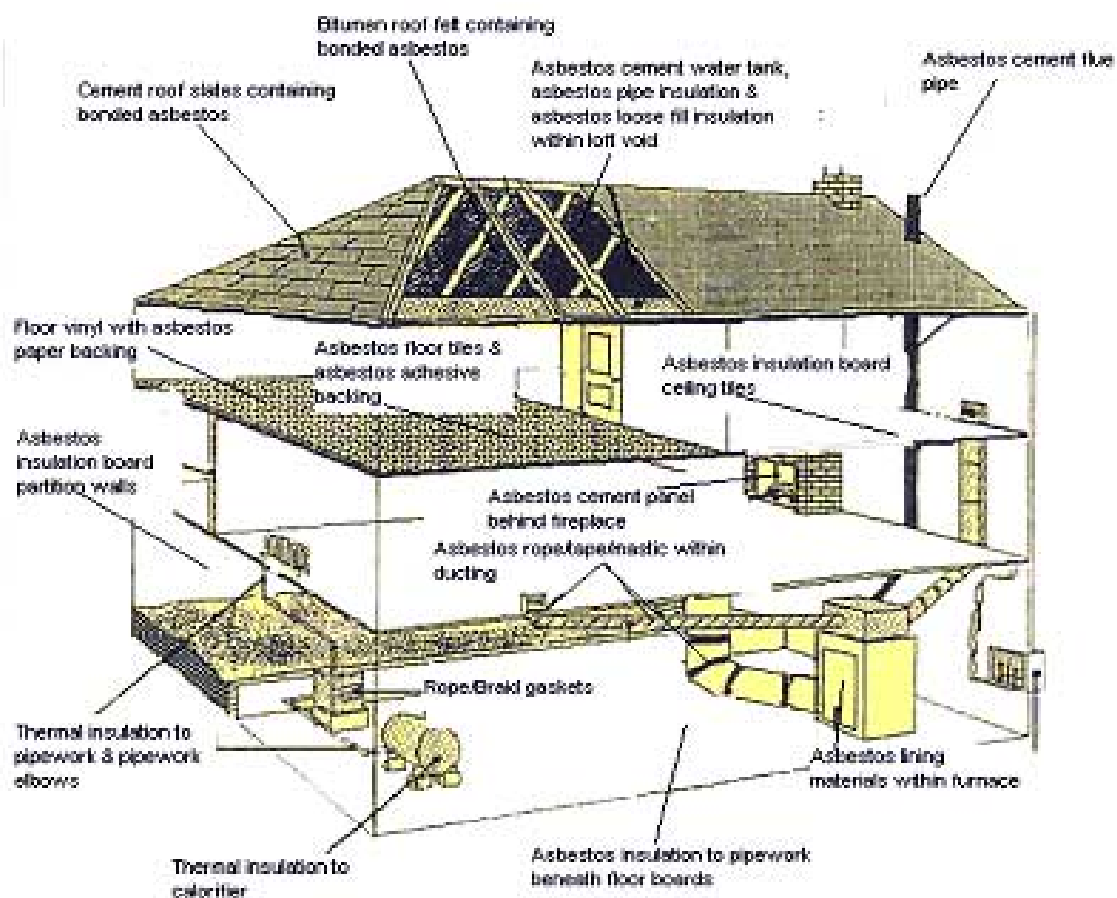 Bitumen roof felt containing
bonded asbestos
Cement roof slates containing
bonded asbestos
Asbestos cement water tank,
asbestos pipe insulation &
asbestos loose fill insulation
within loft void
Asbestos cement flue
pipe
Floor vinyl with asbestos
paper backing
Asbestos floor tiles &
asbestos adhesive
backing
Asbestos insulation board
ceiling tiles
Asbestos
insulation board
partition walls
Asbestos cement panel
behind fireplace
Asbestos rope/tape/mastic within
ducting
Rope/Braid gaskets
Thermal insulation to
pipework & pipework
elbows
Asbestos lining
materials within furnace
Thermal insulation to
calorifier
Asbestos insulation to pipework
beneath floor boards